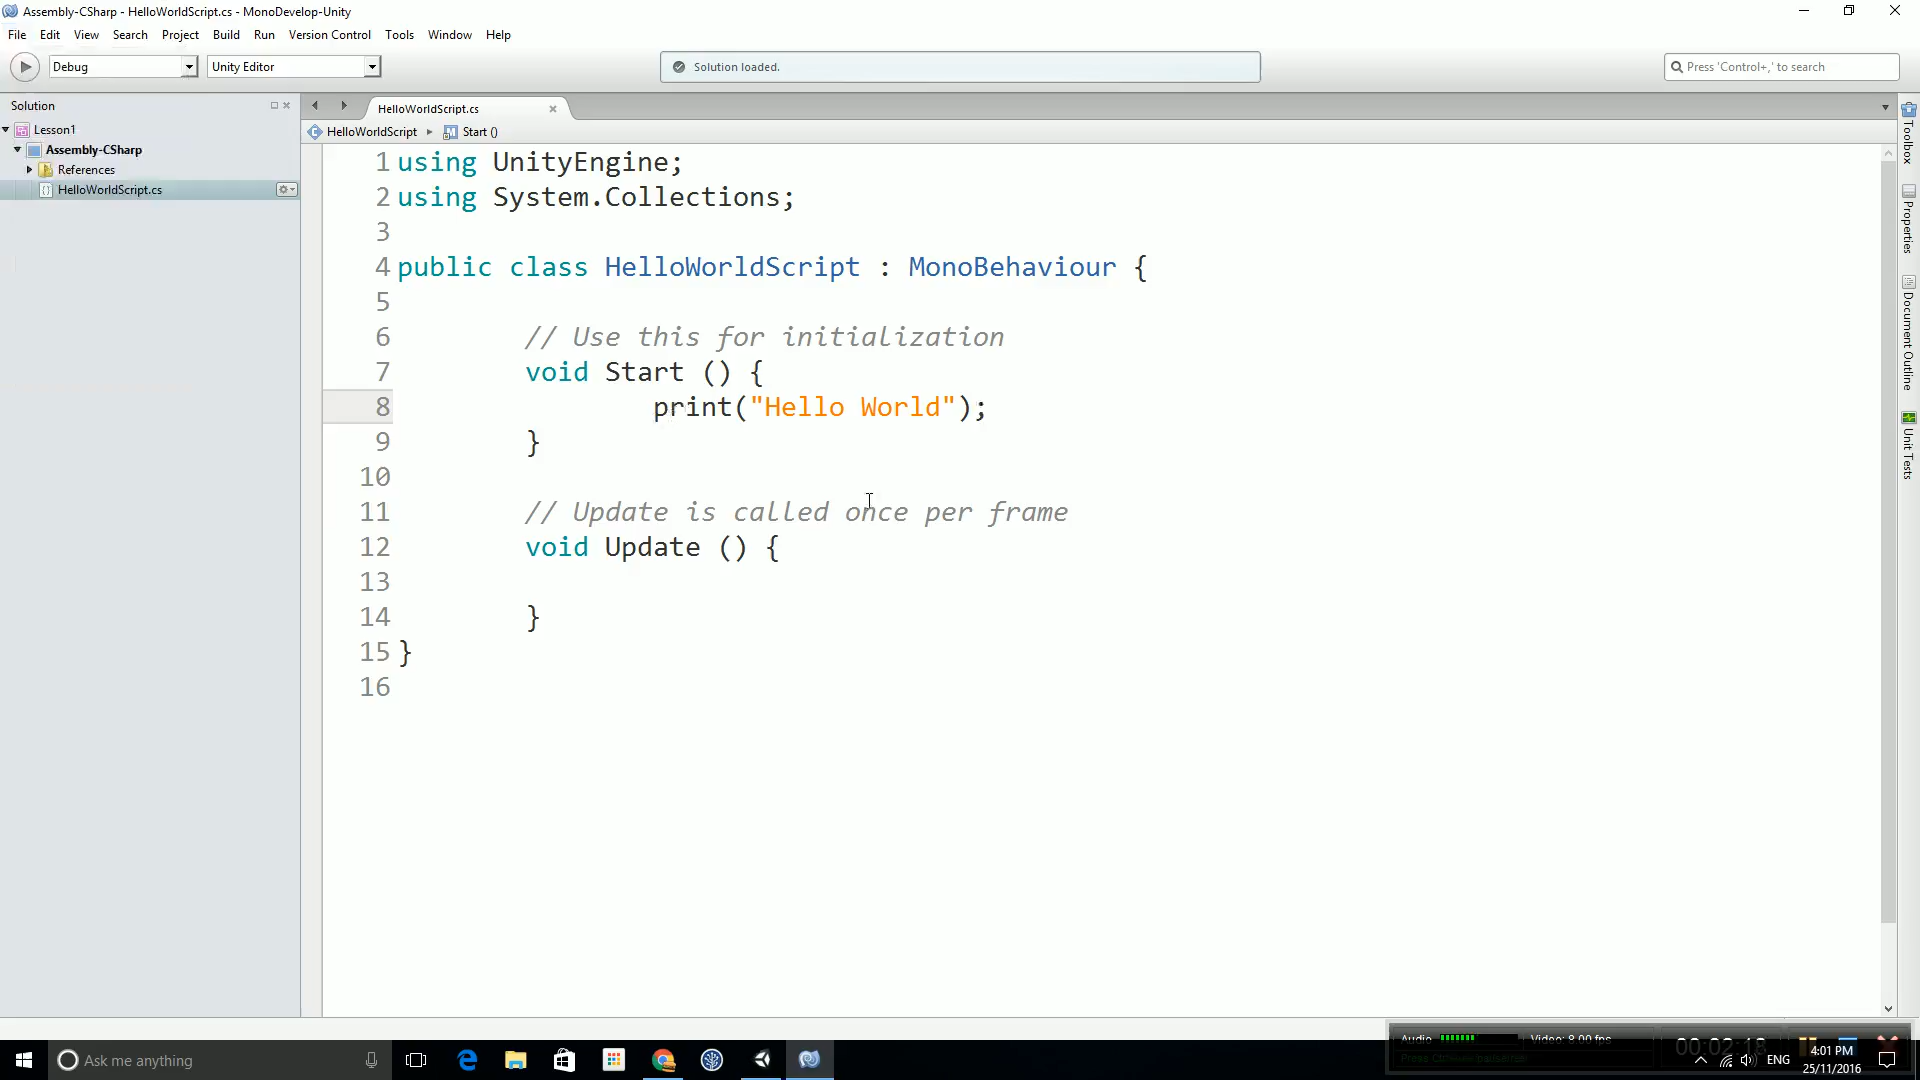 Assembly-CSharp - HelloWorldScript.cs - MonoDevelop-Unity
File Edit View Search Project Build Run Version Control Tools Window Help
Debug Unity Editor Solution loaded. Press 'Control+,' to search
Solution
Lesson1
Assembly-CSharp
References
HelloWorldScript.cs
HelloWorldScript.cs
HelloWorldScript Start ()
1 using UnityEngine;
2 using System.Collections;
3
4 public class HelloWorldScript : MonoBehaviour {
5
6 // Use this for initialization
7 void Start () {
8 print("Hello World");
9 }
10
11 // Update is called once per frame
12 void Update () {
13
14 }
15 }
16
Toolbox
Properties
Document Outline
Unit Tests
Audio Video: 8.00 fps
Ask me anything
ENG
4:01 PM
25/11/2016